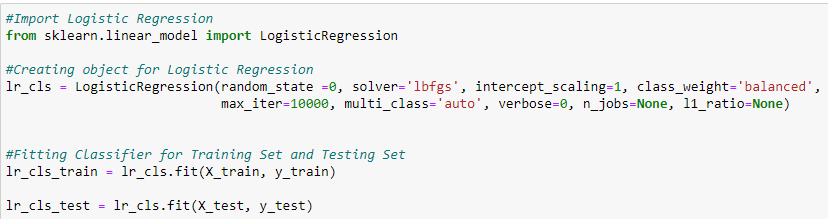 #Import Logistic Regression
from sklearn.linear_model import LogisticRegression
#Creating object for Logistic Regression
lr_cls = LogisticRegression(random_state =0, solver='lbfgs', intercept_scaling=1, class_weight='balanced',
max_iter=10000, multi_class='auto', verbose=0, n_jobs=None, l1_ratio=None)
#Fitting Classifier for Training Set and Testing Set
lr_cls_train = lr_cls.fit(X_train, y_train)
lr_cls_test = lr_cls.fit(X_test, y_test)